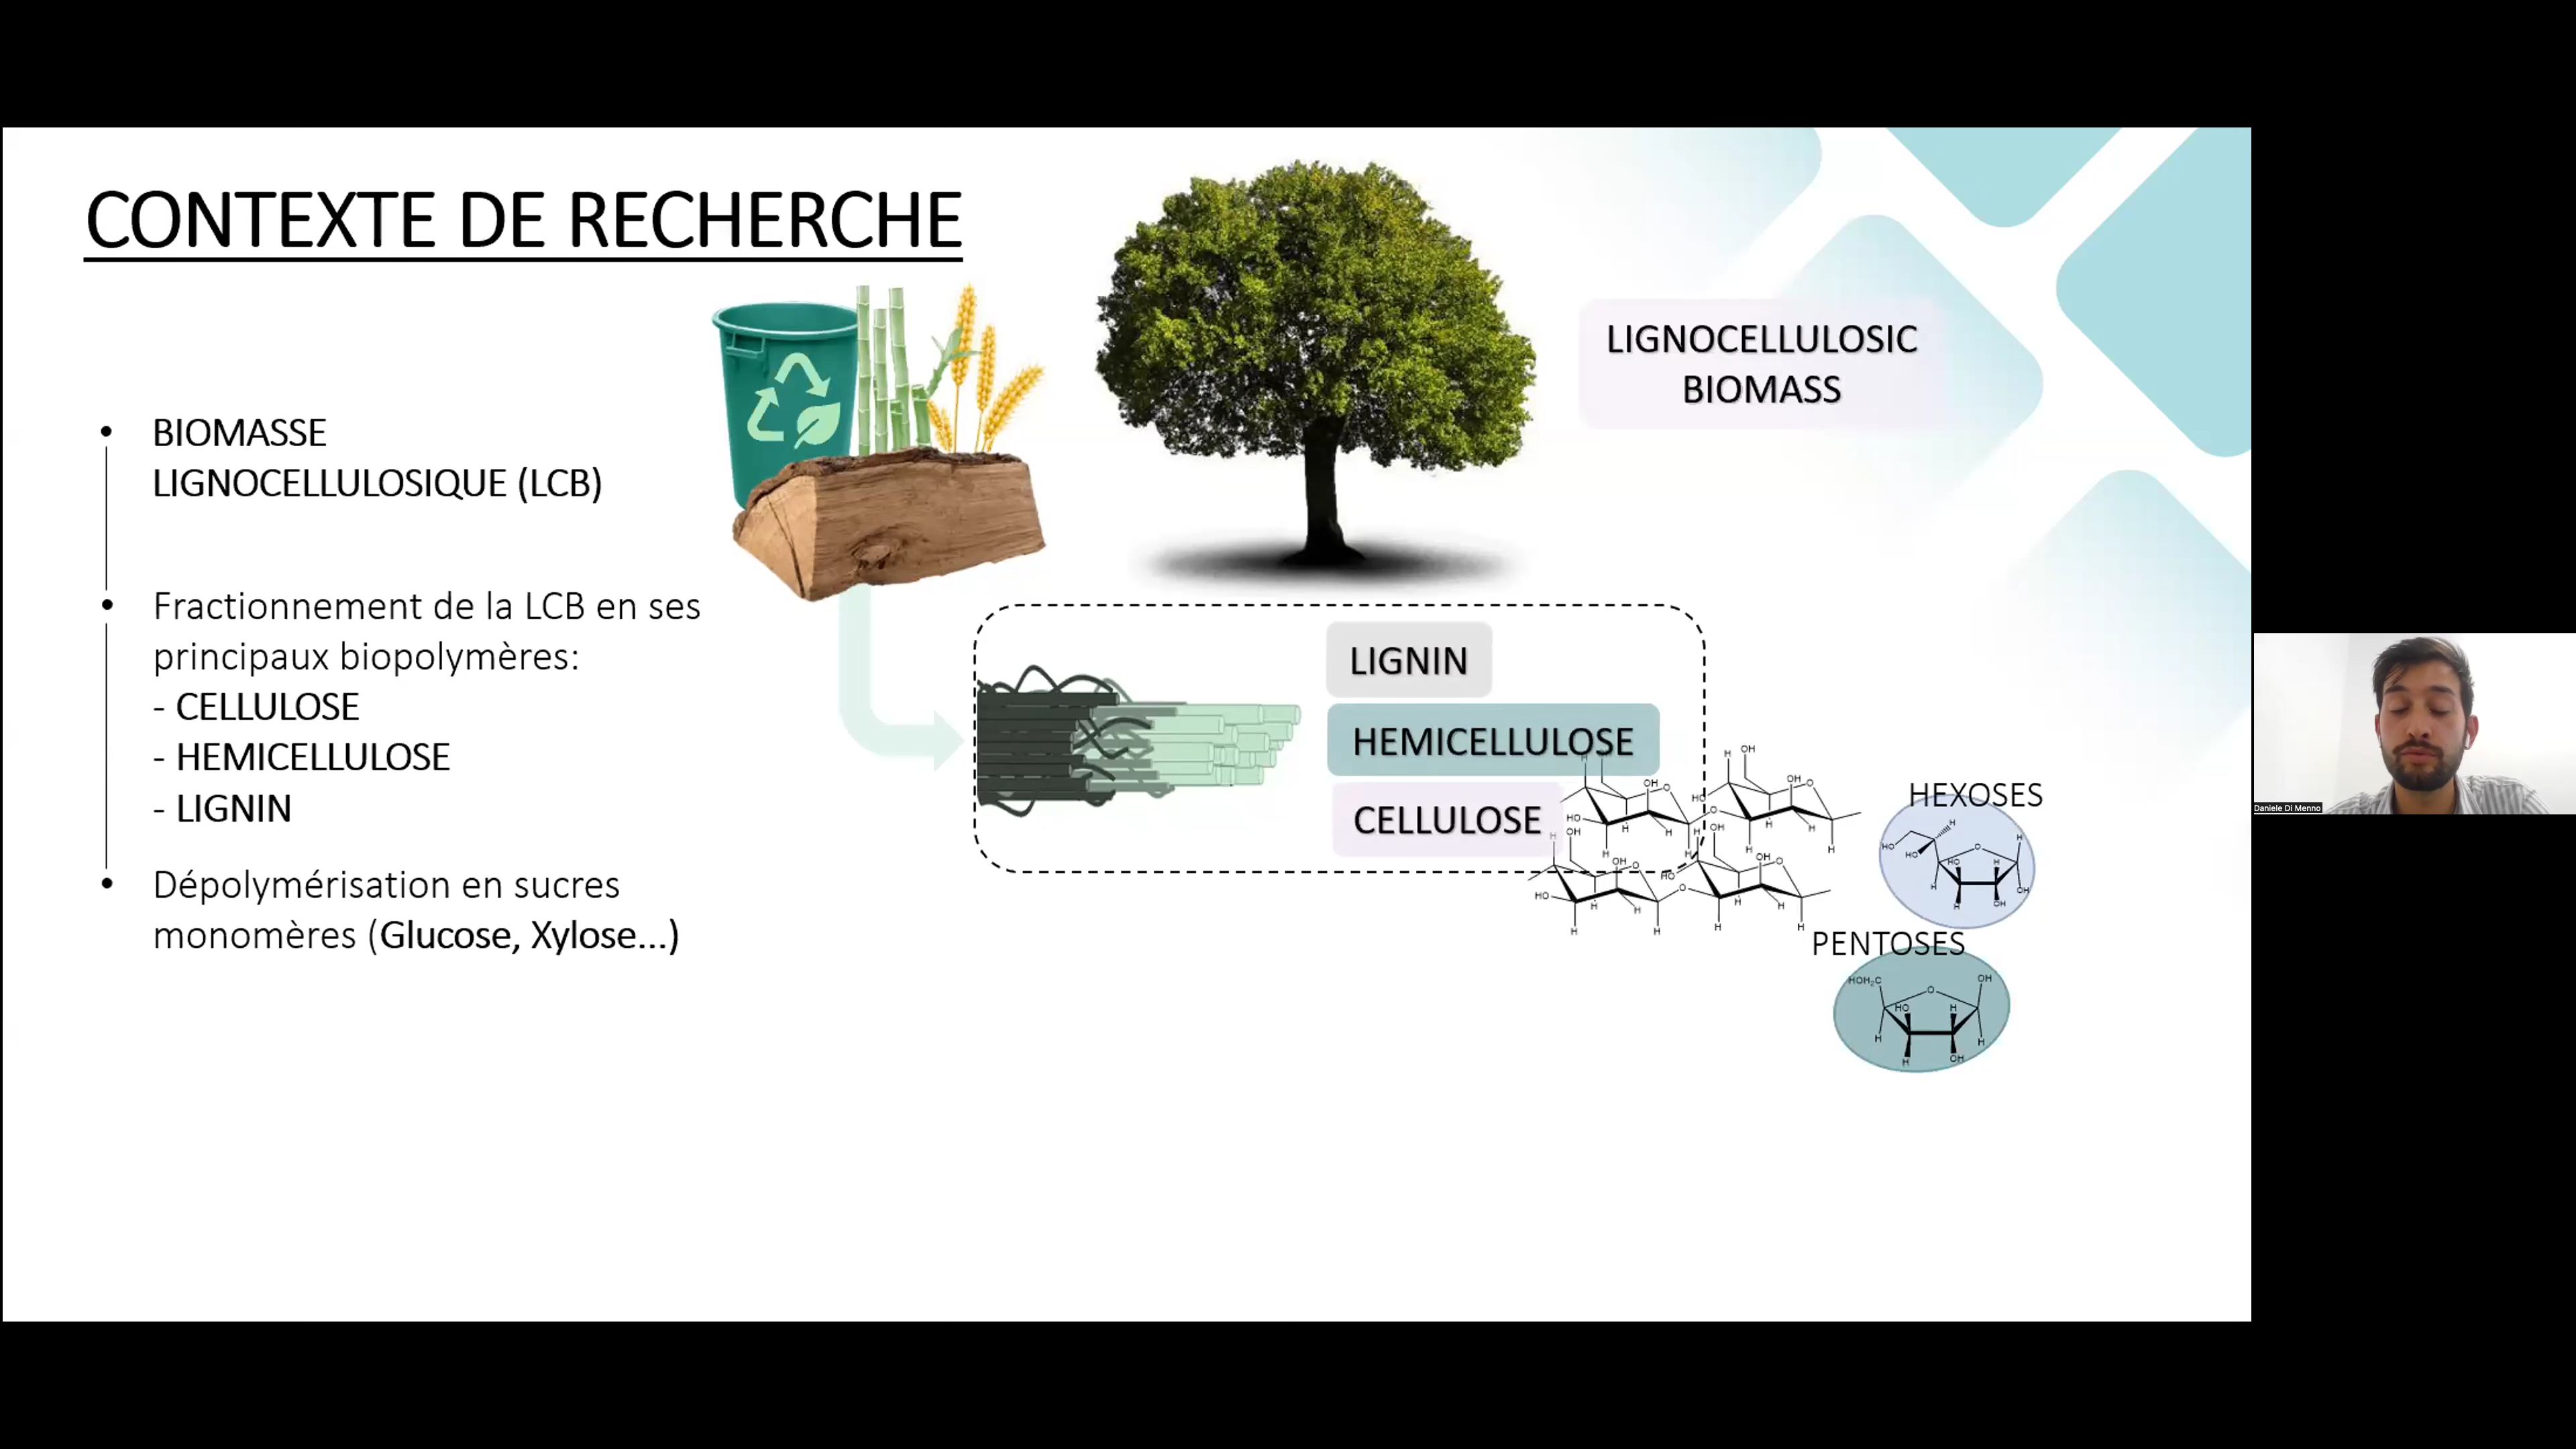 CONTEXTE DE RECHERCHE
• BIOMASSE
LIGNOCELLULOSIQUE (LCB)
• Fractionnement de la LCB en ses
principaux biopolymères:
- CELLULOSE
- HEMICELLULOSE
- LIGNIN
• Dépolymérisation en sucres
monomères (Glucose, Xylose...)
LIGNOCELLULOSIC
BIOMASS
LIGNIN
HEMICELLULOSE
CELLULOSE
HEXOSES
PENTOSES
HOH₂C
Daniele Di Menno